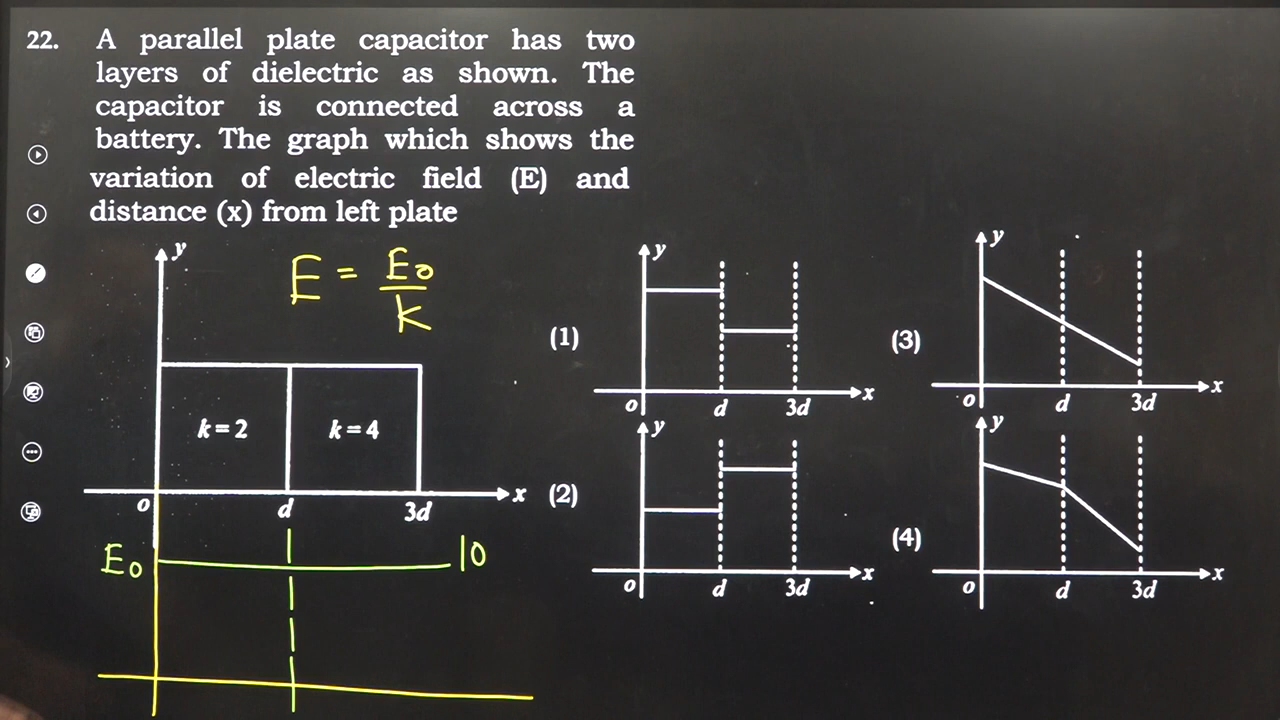 22. A parallel plate capacitor has two
layers of dielectric as shown. The
capacitor is connected across a
battery. The graph which shows the
variation of electric field (E) and
distance (x) from left plate
y
E = E₀/k
k = 2
k = 4
o
d
3d
x
E₀
10
(1)
y
o
d
3d
x
(2)
y
o
d
3d
x
(3)
y
o
d
3d
x
(4)
y
o
d
3d
x